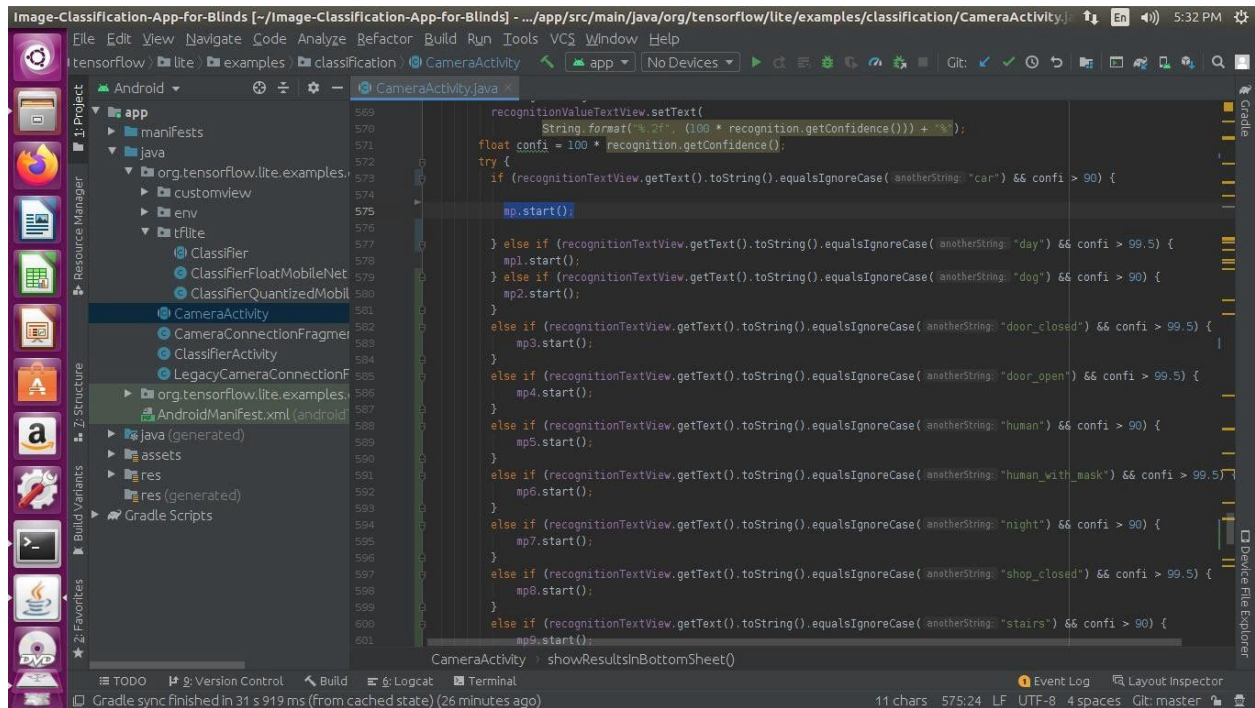 Image-Classification-App-for-Blinds [~/Image-Classification-App-for-Blinds] - .../app/src/main/java/org/tensorflow/lite/examples/classification/CameraActivity.j En 5:32 PM
File Edit View Navigate Code Analyze Refactor Build Run Tools VCS Window Help
tensorflow lite examples classification CameraActivity app No Devices Git:
Android CameraActivity.java
1: Project
Resource Manager
Z: Structure
Build Variants
2: Favorites
app
manifests
java
org.tensorflow.lite.examples.
customview
env
tflite
Classifier
ClassifierFloatMobileNet
ClassifierQuantizedMobil
CameraActivity
CameraConnectionFragmen
ClassifierActivity
LegacyCameraConnectionF
org.tensorflow.lite.examples.
AndroidManifest.xml (android
java (generated)
assets
res
res (generated)
Gradle Scripts
569 recognitionValueTextView.setText(
570 String.format("%.2f", (100 * recognition.getConfidence())) + "%");
571 float confi = 100 * recognition.getConfidence();
572 try {
573 if (recognitionTextView.getText().toString().equalsIgnoreCase( anotherString: "car") && confi > 90) {
574
575 mp.start();
576
577 } else if (recognitionTextView.getText().toString().equalsIgnoreCase( anotherString: "day") && confi > 99.5) {
578 mp1.start();
579 } else if (recognitionTextView.getText().toString().equalsIgnoreCase( anotherString: "dog") && confi > 90) {
580 mp2.start();
581 }
582 else if (recognitionTextView.getText().toString().equalsIgnoreCase( anotherString: "door_closed") && confi > 99.5) {
583 mp3.start();
584 }
585 else if (recognitionTextView.getText().toString().equalsIgnoreCase( anotherString: "door_open") && confi > 99.5) {
586 mp4.start();
587 }
588 else if (recognitionTextView.getText().toString().equalsIgnoreCase( anotherString: "human") && confi > 90) {
589 mp5.start();
590 }
591 else if (recognitionTextView.getText().toString().equalsIgnoreCase( anotherString: "human_with_mask") && confi > 99.5)
592 mp6.start();
593 }
594 else if (recognitionTextView.getText().toString().equalsIgnoreCase( anotherString: "night") && confi > 90) {
595 mp7.start();
596 }
597 else if (recognitionTextView.getText().toString().equalsIgnoreCase( anotherString: "shop_closed") && confi > 99.5) {
598 mp8.start();
599 }
600 else if (recognitionTextView.getText().toString().equalsIgnoreCase( anotherString: "stairs") && confi > 90) {
601 mp9.start();
Gradle
Device File Explorer
CameraActivity showResultsInBottomSheet()
TODO 9: Version Control Build 6: Logcat Terminal 1 Event Log Layout Inspector
Gradle sync finished in 31 s 919 ms (from cached state) (26 minutes ago) 11 chars 575:24 LF UTF-8 4 spaces Git: master